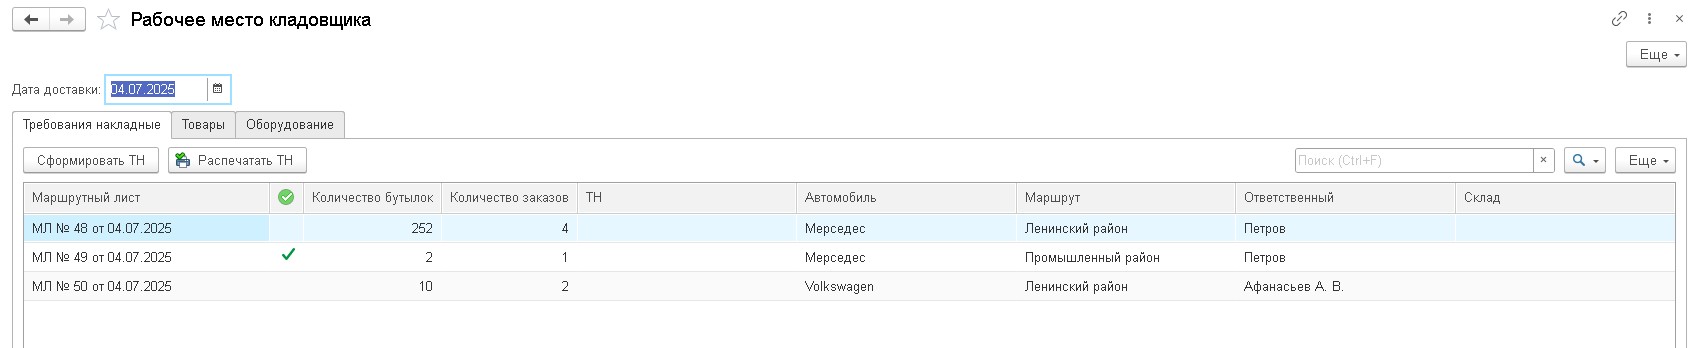 Рабочее место кладовщика
Еще
Дата доставки: 04.07.2025
Требования накладные Товары Оборудование
Сформировать ТН Распечатать ТН Поиск (Ctrl+F) × Еще
Маршрутный лист Количество бутылок Количество заказов ТН Автомобиль Маршрут Ответственный Склад
МЛ № 48 от 04.07.2025 252 4 Мерседес Ленинский район Петров
МЛ № 49 от 04.07.2025 2 1 Мерседес Промышленный район Петров
МЛ № 50 от 04.07.2025 10 2 Volkswagen Ленинский район Афанасьев А. В.